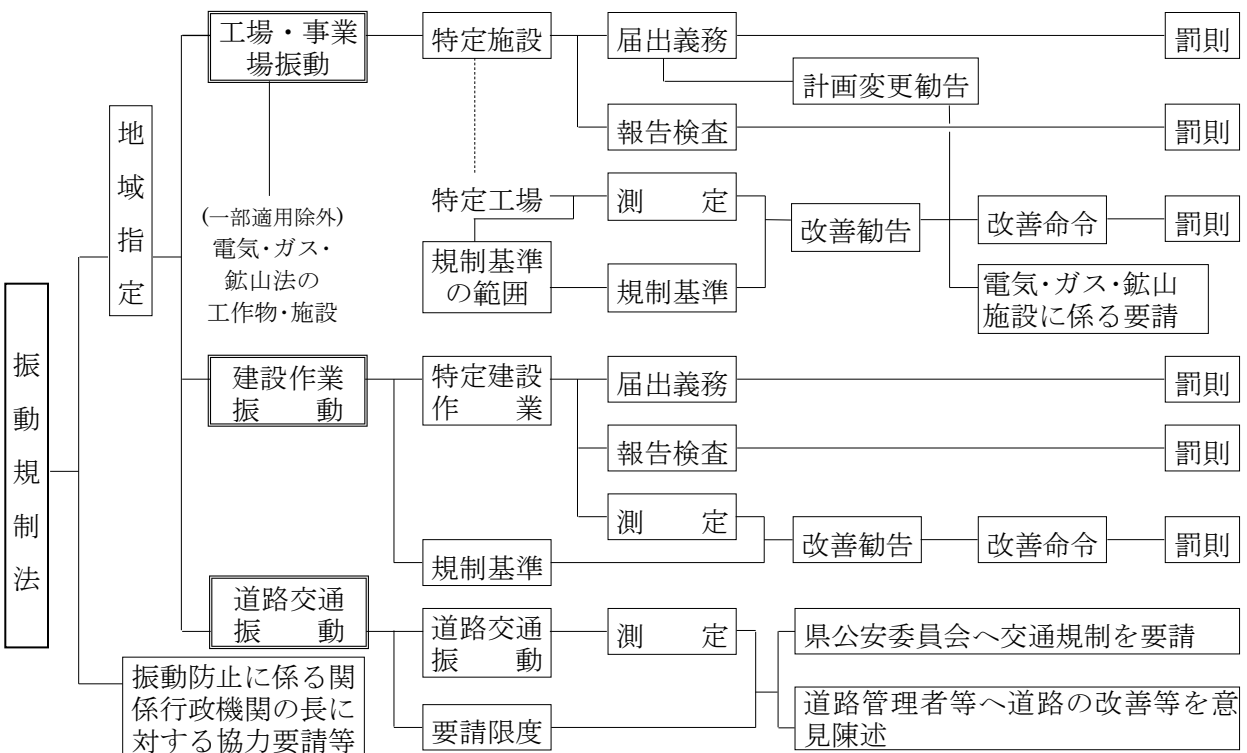 振動規制法
地域指定
工場・事業
場振動
(一部適用除外)
電気・ガス・
鉱山法の
工作物・施設
特定施設
届出義務
罰則
計画変更勧告
報告検査
罰則
特定工場
測　定
規制基準
の範囲
規制基準
改善勧告
改善命令
罰則
電気・ガス・鉱山
施設に係る要請
建設作業
振　動
特定建設
作　業
届出義務
罰則
報告検査
罰則
測　定
規制基準
改善勧告
改善命令
罰則
道路交通
振　動
道路交通
振　動
測　定
要請限度
県公安委員会へ交通規制を要請
道路管理者等へ道路の改善等を意
見陳述
振動防止に係る関
係行政機関の長に
対する協力要請等